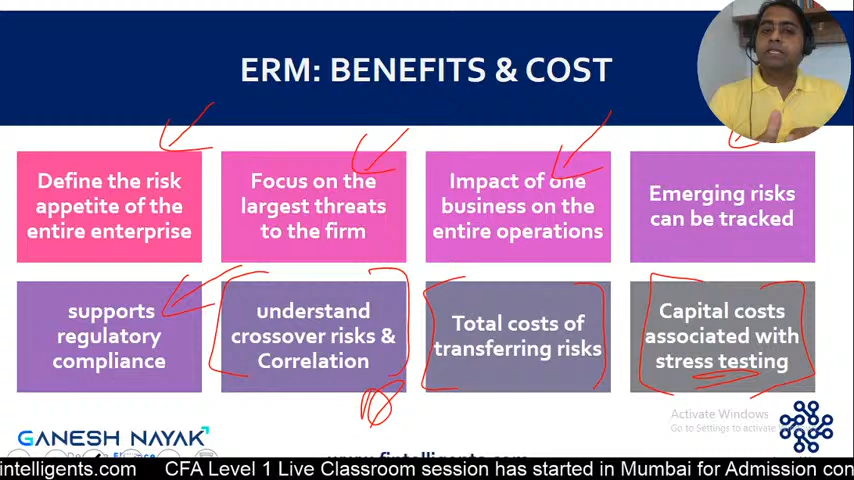 ERM: BENEFITS & COST
Define the risk
appetite of the
entire enterprise
Focus on the
largest threats
to the firm
Impact of one
business on the
entire operations
Emerging risks
can be tracked
supports
regulatory
compliance
understand
crossover risks &
Correlation
Total costs of
transferring risks
Capital costs
associated with
stress testing
Activate Windows
Go to Settings to activate
GANESH NAYAK
www.fintelligents.com
intelligents.com CFA Level 1 Live Classroom session has started in Mumbai for Admission con